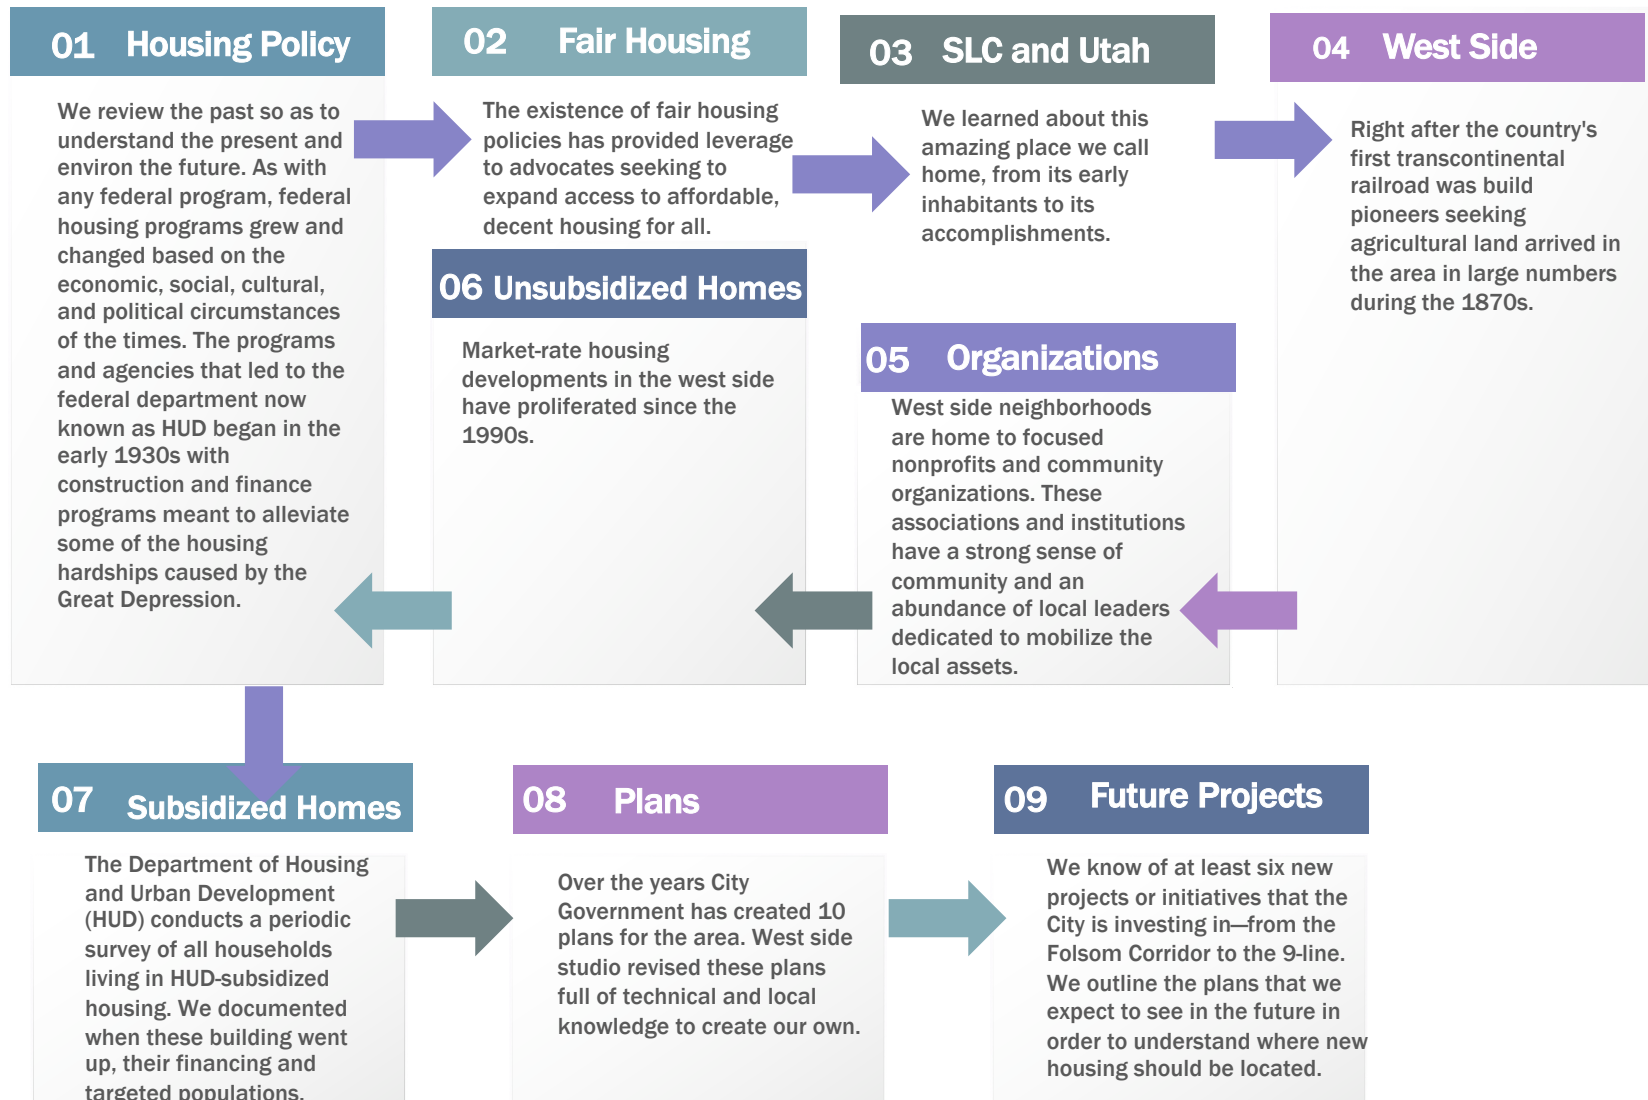 01 Housing Policy
We review the past so as to
understand the present and
environ the future. As with
any federal program, federal
housing programs grew and
changed based on the
economic, social, cultural,
and political circumstances
of the times. The programs
and agencies that led to the
federal department now
known as HUD began in the
early 1930s with
construction and finance
programs meant to alleviate
some of the housing
hardships caused by the
Great Depression.
02 Fair Housing
The existence of fair housing
policies has provided leverage
to advocates seeking to
expand access to affordable,
decent housing for all.
03 SLC and Utah
We learned about this
amazing place we call
home, from its early
inhabitants to its
accomplishments.
04 West Side
Right after the country's
first transcontinental
railroad was build
pioneers seeking
agricultural land arrived in
the area in large numbers
during the 1870s.
05 Organizations
West side neighborhoods
are home to focused
nonprofits and community
organizations. These
associations and institutions
have a strong sense of
community and an
abundance of local leaders
dedicated to mobilize the
local assets.
06 Unsubsidized Homes
Market-rate housing
developments in the west side
have proliferated since the
1990s.
07 Subsidized Homes
The Department of Housing
and Urban Development
(HUD) conducts a periodic
survey of all households
living in HUD-subsidized
housing. We documented
when these building went
up, their financing and
targeted populations.
08 Plans
Over the years City
Government has created 10
plans for the area. West side
studio revised these plans
full of technical and local
knowledge to create our own.
09 Future Projects
We know of at least six new
projects or initiatives that the
City is investing in—from the
Folsom Corridor to the 9-line.
We outline the plans that we
expect to see in the future in
order to understand where new
housing should be located.